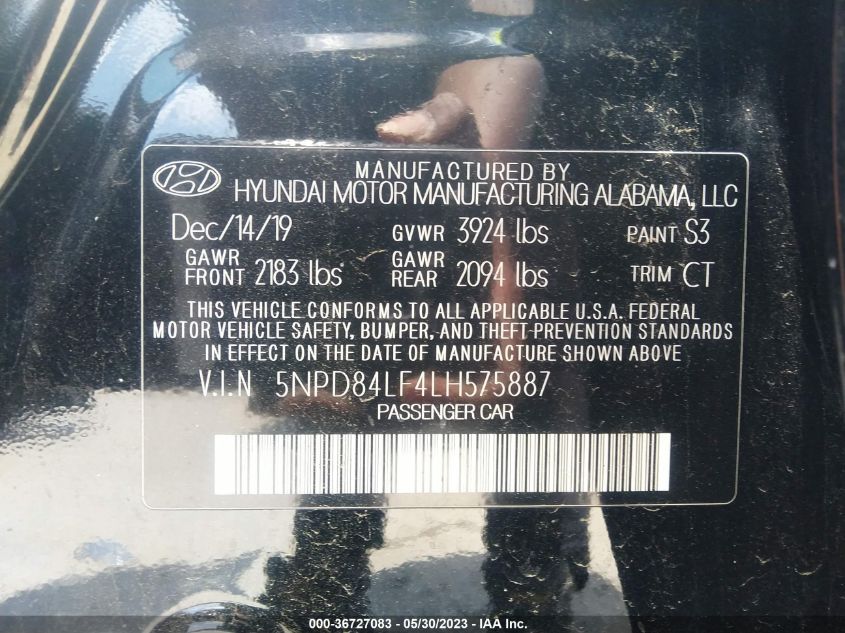 MANUFACTURED BY
HYUNDAI MOTOR MANUFACTURING ALABAMA, LLC
Dec/14/19 GVWR 3924 lbs PAINT S3
GAWR FRONT 2183 lbs GAWR REAR 2094 lbs TRIM CT
THIS VEHICLE CONFORMS TO ALL APPLICABLE U.S.A. FEDERAL
MOTOR VEHICLE SAFETY, BUMPER, AND THEFT PREVENTION STANDARDS
IN EFFECT ON THE DATE OF MANUFACTURE SHOWN ABOVE
V.I.N 5NPD84LF4LH575887
PASSENGER CAR
000-36727083 - 05/30/2023 - IAA Inc.